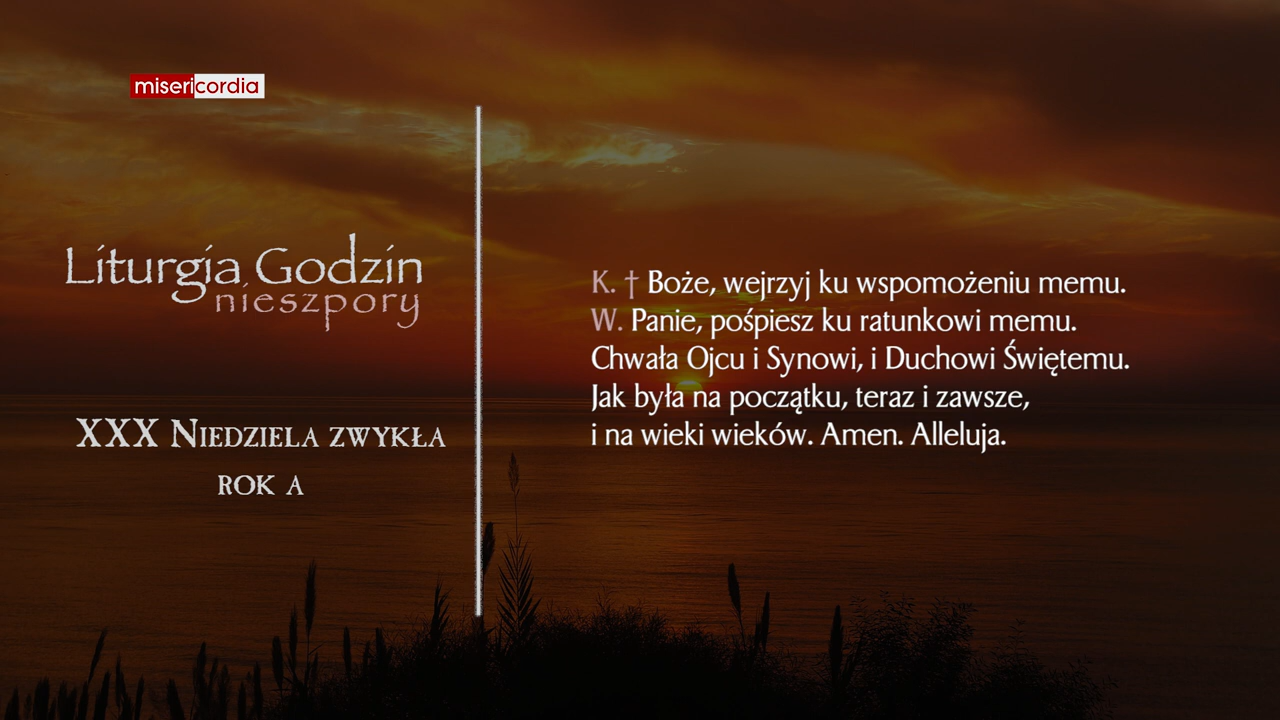 misericordia
Liturgia Godzin
nieszpory
XXX Niedziela zwykła
rok a
K. † Boże, wejrzyj ku wspomożeniu memu.
W. Panie, pośpiesz ku ratunkowi memu.
Chwała Ojcu i Synowi, i Duchowi Świętemu.
Jak była na początku, teraz i zawsze,
i na wieki wieków. Amen. Alleluja.